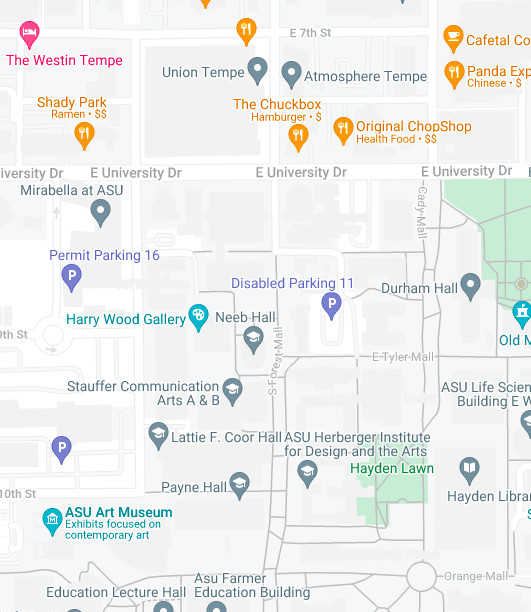 E 7th St
The Westin Tempe
Cafetal Co
Union Tempe
Atmosphere Tempe
Panda Exp
Chinese • $
Shady Park
Ramen • $$
The Chuckbox
Hamburger • $
Original ChopShop
Health Food • $$
niversity Dr
E University Dr
E University Dr
E University Dr
Mirabella at ASU
Cady-Mall
Permit Parking 16
P
Disabled Parking 11
P
Durham Hall
Harry Wood Gallery
Neeb Hall
Old M
9th St
S-Forest-Mall
E-Tyler-Mall
Stauffer Communication
Arts A & B
ASU Life Scien
Building E W
Lattie F. Coor Hall
ASU Herberger Institute
for Design and the Arts
P
Hayden Lawn
10th St
Payne Hall
Hayden Librar
ASU Art Museum
Exhibits focused on
contemporary art
Orange-Mall
Education Lecture Hall
Asu Farmer
Education Building